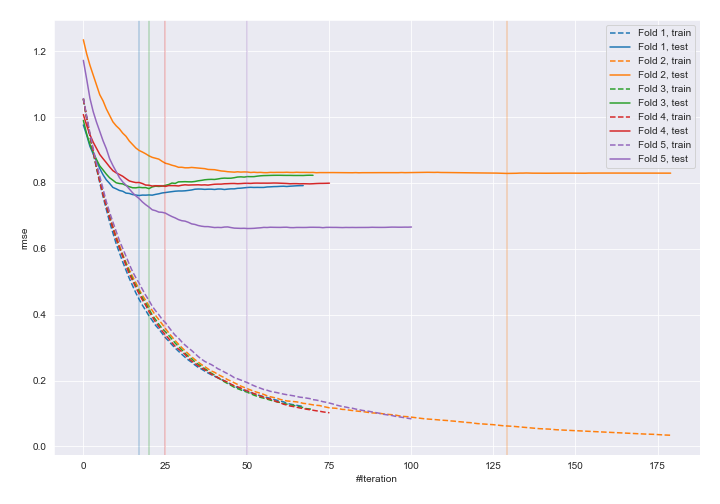 Fold 1, train
Fold 1, test
Fold 2, train
Fold 2, test
Fold 3, train
Fold 3, test
Fold 4, train
Fold 4, test
Fold 5, train
Fold 5, test
1.2
1.0
0.8
0.6
0.4
0.2
0.0
rmse
0 25 50 75 100 125 150 175
#Iteration